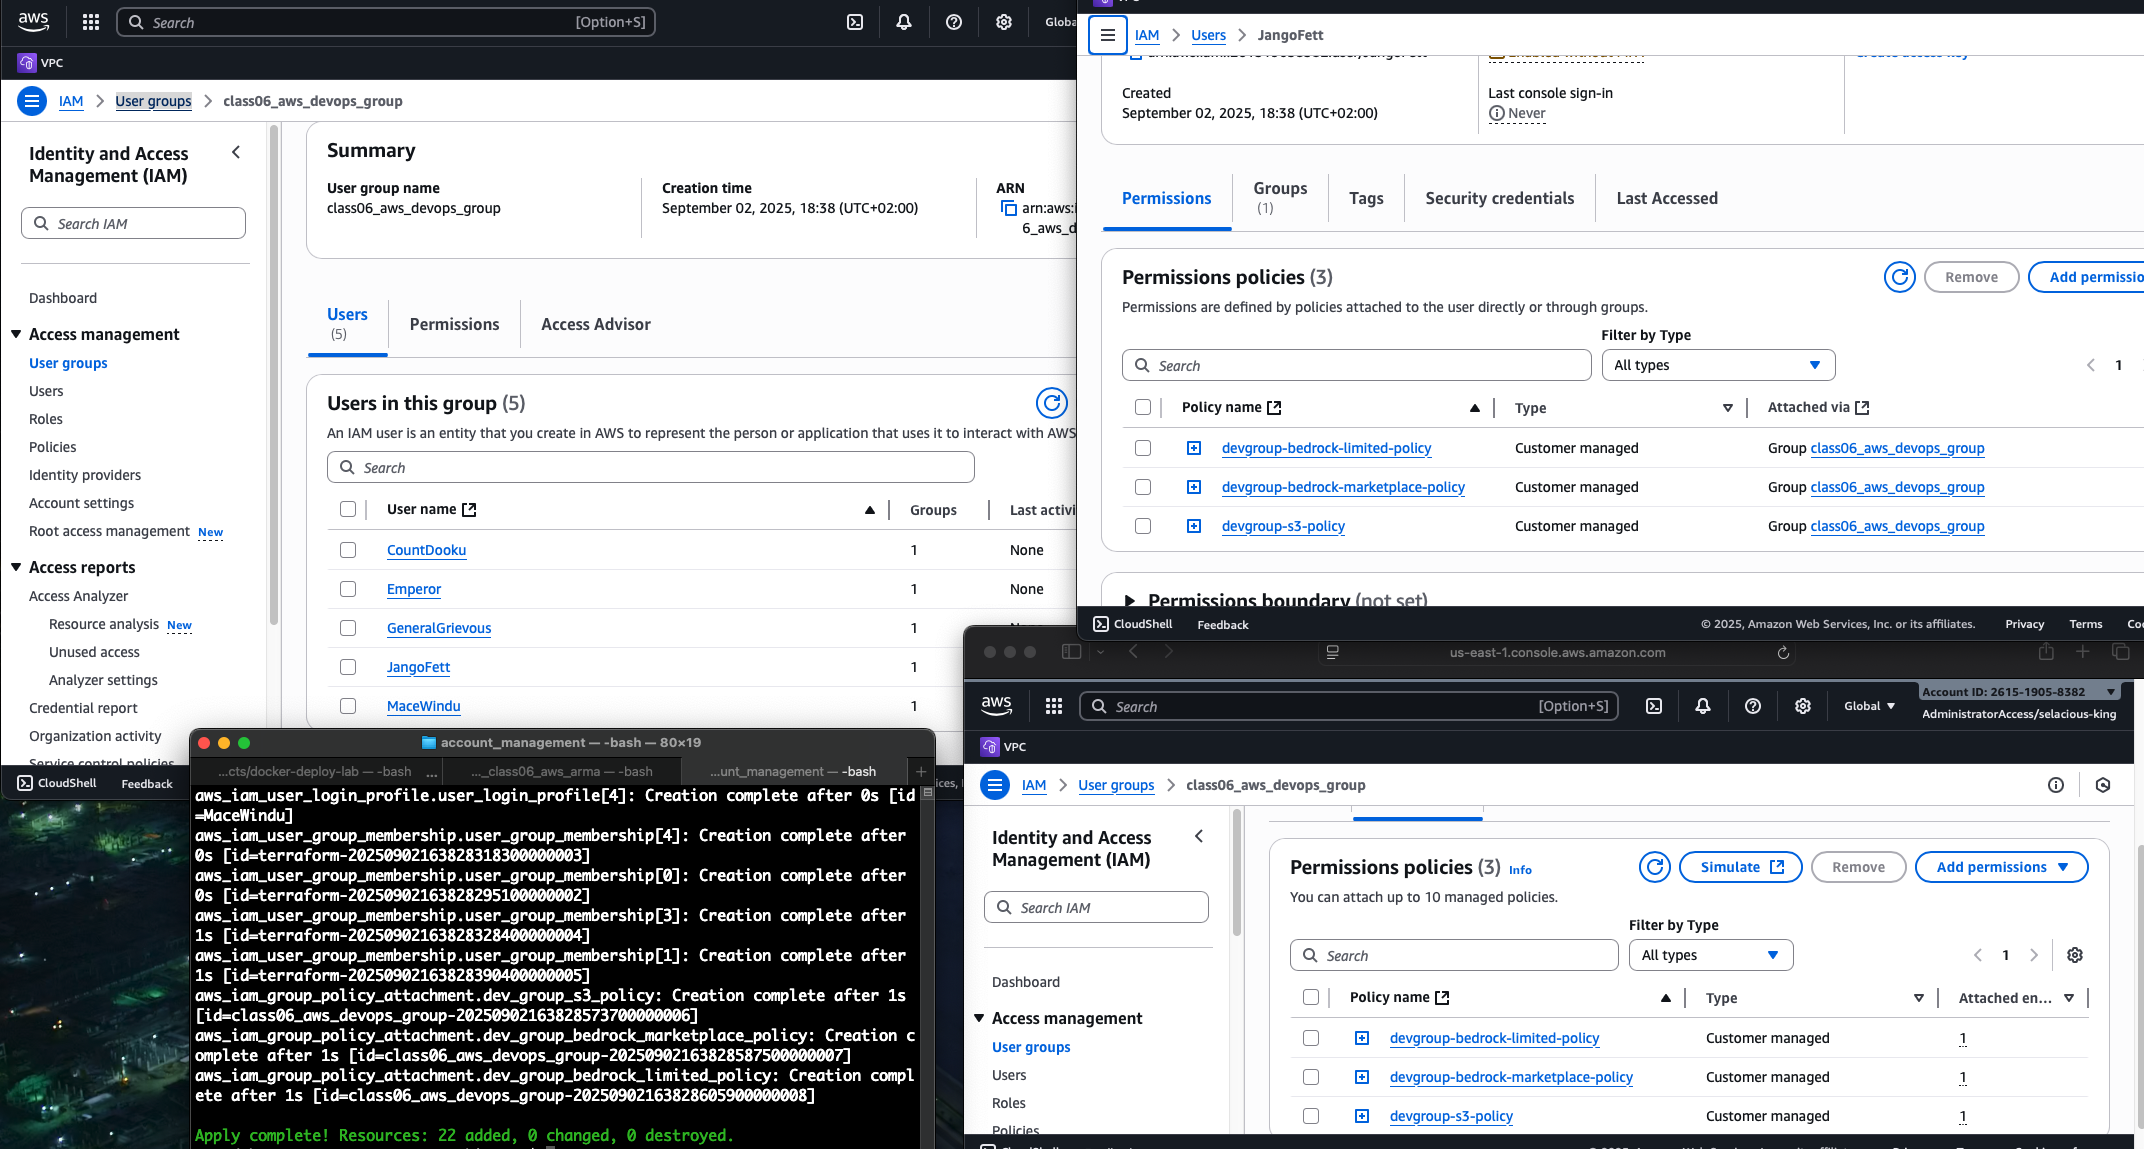 aws
Search
[Option+S]
Globa
VPC
IAM
User groups
class06_aws_devops_group
Identity and Access
Management (IAM)
Search IAM
Dashboard
Access management
User groups
Users
Roles
Policies
Identity providers
Account settings
Root access management New
Access reports
Access Analyzer
Resource analysis New
Unused access
Analyzer settings
Credential report
Organization activity
Service control policies
CloudShell
Feedback
Summary
User group name
class06_aws_devops_group
Creation time
September 02, 2025, 18:38 (UTC+02:00)
ARN
arn:aws:i
6_aws_d
Users
(5)
Permissions
Access Advisor
Users in this group (5)
An IAM user is an entity that you create in AWS to represent the person or application that uses it to interact with AWS
Search
User name
Groups
Last activi
CountDooku 1 None
Emperor 1 None
GeneralGrievous 1
JangoFett 1
MaceWindu 1
IAM
Users
JangoFett
Created
September 02, 2025, 18:38 (UTC+02:00)
Last console sign-in
Never
Permissions
Groups
(1)
Tags
Security credentials
Last Accessed
Permissions policies (3)
Remove
Add permissio
Permissions are defined by policies attached to the user directly or through groups.
Filter by Type
Search
All types
1
Policy name
Type
Attached via
devgroup-bedrock-limited-policy Customer managed Group class06_aws_devops_group
devgroup-bedrock-marketplace-policy Customer managed Group class06_aws_devops_group
devgroup-s3-policy Customer managed Group class06_aws_devops_group
Permissions boundary (not set)
CloudShell
Feedback
© 2025, Amazon Web Services, Inc. or its affiliates.
Privacy
Terms
Coo
account_management — -bash — 80×19
...cts/docker-deploy-lab — -bash ...
..._class06_aws_arma — -bash
...unt_management — -bash
aws_iam_user_login_profile.user_login_profile[4]: Creation complete after 0s [id
=MaceWindu]
aws_iam_user_group_membership.user_group_membership[4]: Creation complete after
0s [id=terraform-20250902163828318300000003]
aws_iam_user_group_membership.user_group_membership[0]: Creation complete after
0s [id=terraform-20250902163828295100000002]
aws_iam_user_group_membership.user_group_membership[3]: Creation complete after
1s [id=terraform-20250902163828328400000004]
aws_iam_user_group_membership.user_group_membership[1]: Creation complete after
1s [id=terraform-20250902163828390400000005]
aws_iam_group_policy_attachment.dev_group_s3_policy: Creation complete after 1s
[id=class06_aws_devops_group-20250902163828573700000006]
aws_iam_group_policy_attachment.dev_group_bedrock_marketplace_policy: Creation c
omplete after 1s [id=class06_aws_devops_group-20250902163828587500000007]
aws_iam_group_policy_attachment.dev_group_bedrock_limited_policy: Creation compl
ete after 1s [id=class06_aws_devops_group-20250902163828605900000008]
Apply complete! Resources: 22 added, 0 changed, 0 destroyed.
us-east-1.console.aws.amazon.com
aws
Search
[Option+S]
Global
Account ID: 2615-1905-8382
AdministratorAccess/selacious-king
VPC
IAM
User groups
class06_aws_devops_group
Identity and Access
Management (IAM)
Search IAM
Dashboard
Access management
User groups
Users
Roles
Policies
Permissions policies (3) Info
Simulate
Remove
Add permissions
You can attach up to 10 managed policies.
Filter by Type
Search
All types
1
Policy name
Type
Attached en...
devgroup-bedrock-limited-policy Customer managed 1
devgroup-bedrock-marketplace-policy Customer managed 1
devgroup-s3-policy Customer managed 1